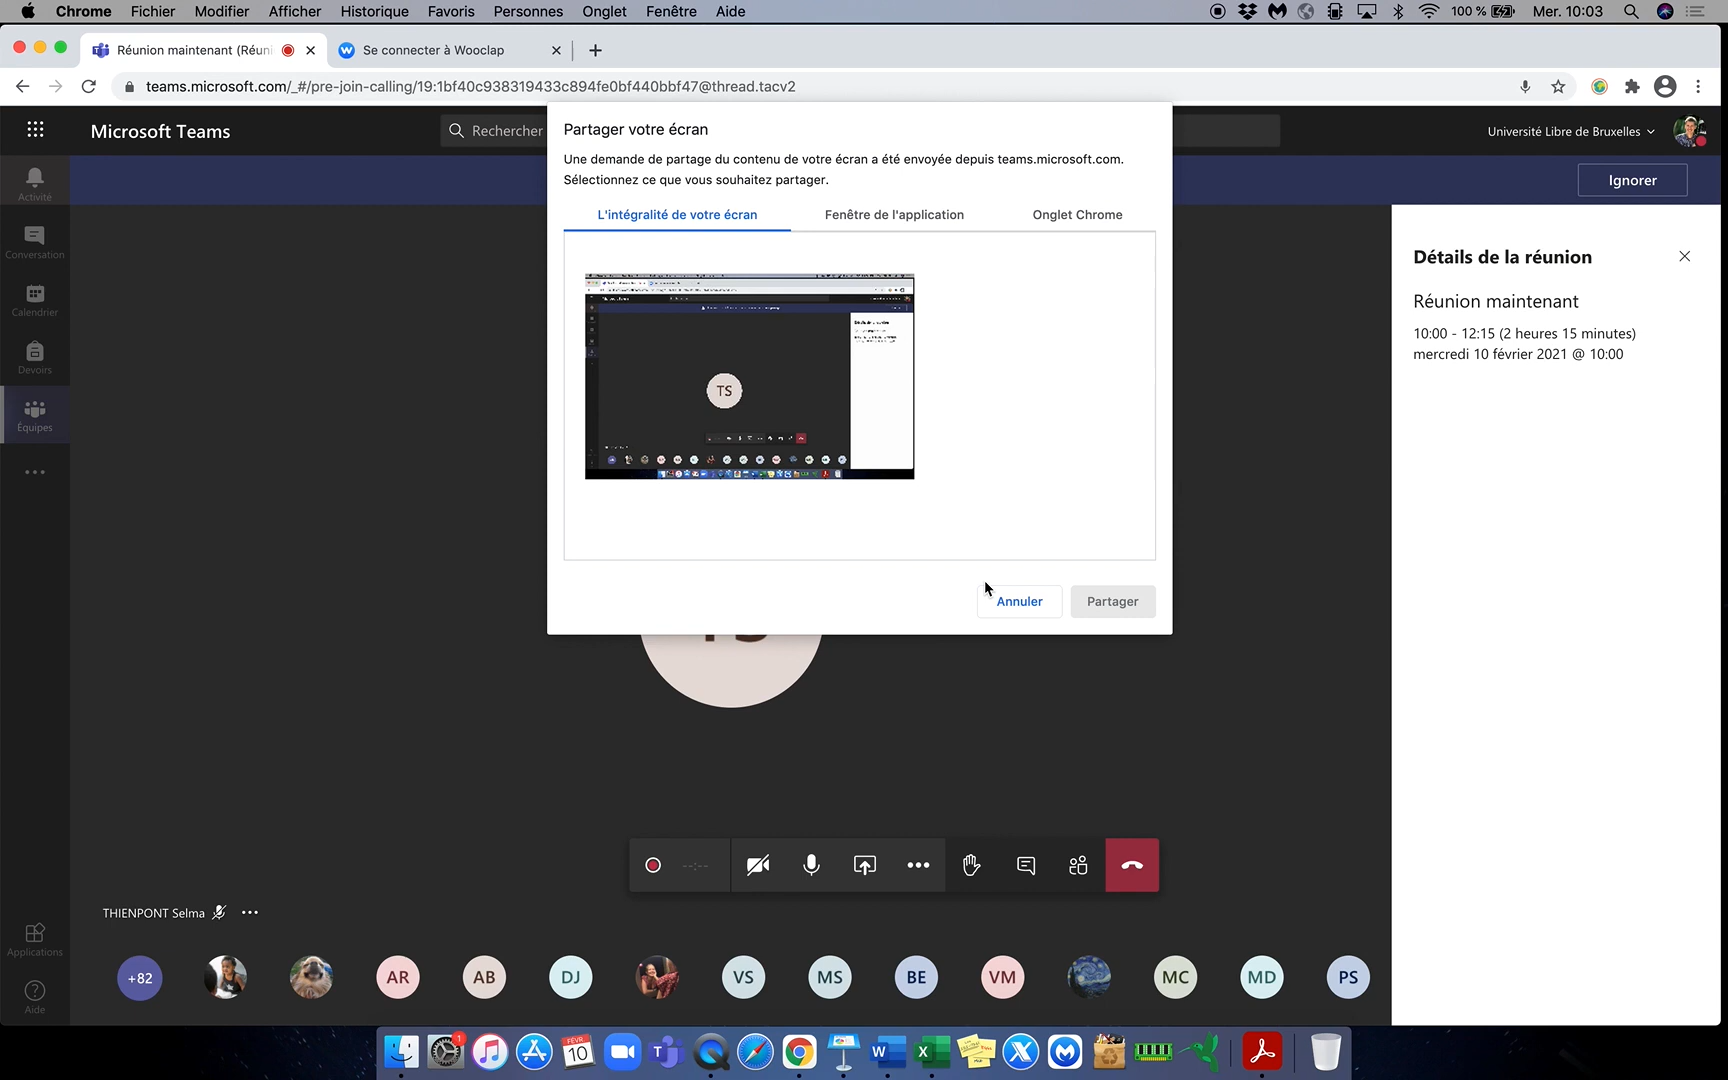 Chrome Fichier Modifier Afficher Historique Favoris Personnes Onglet Fenêtre Aide 100 % Mer. 10:03
Réunion maintenant (Réuni
Se connecter à Wooclap
teams.microsoft.com/_#/pre-join-calling/19:1bf40c938319433c894fe0bf440bbf47@thread.tacv2
Microsoft Teams
Rechercher
Université Libre de Bruxelles
Ignorer
Partager votre écran
Une demande de partage du contenu de votre écran a été envoyée depuis teams.microsoft.com.
Sélectionnez ce que vous souhaitez partager.
L'intégralité de votre écran Fenêtre de l'application Onglet Chrome
TS
Annuler Partager
Activité
Conversation
Calendrier
Devoirs
Équipes
Applications
Aide
Détails de la réunion
Réunion maintenant
10:00 - 12:15 (2 heures 15 minutes)
mercredi 10 février 2021 @ 10:00
--:--
THIENPONT Selma
+82 AR AB DJ VS MS BE VM MC MD PS
1
FÉVR.
10